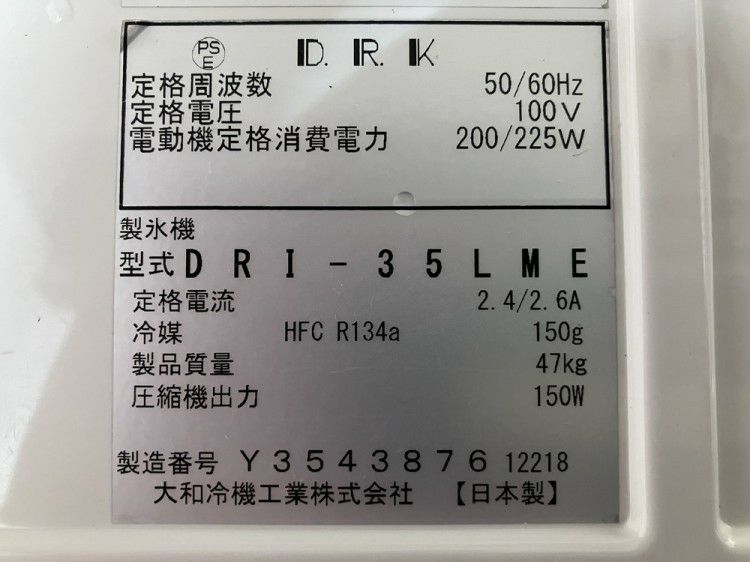 PS
E
D. R. K
定格周波数 50/60Hz
定格電圧 100V
電動機定格消費電力 200/225W
製氷機
型式 DRI-35LME
定格電流 2.4/2.6A
冷媒 HFC R134a 150g
製品質量 47kg
圧縮機出力 150W
製造番号 Y3543876 12218
大和冷機工業株式会社 【日本製】